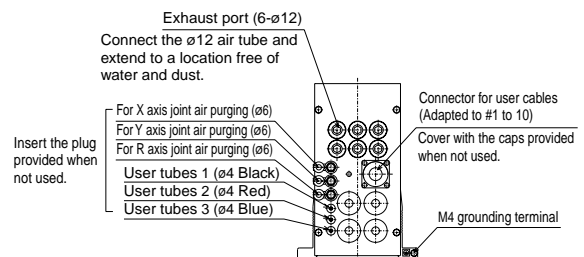 Exhaust port (6-ø12)
Connect the ø12 air tube and
extend to a location free of
water and dust.
For X axis joint air purging (ø6)
For Y axis joint air purging (ø6)
For R axis joint air purging (ø6)
User tubes 1 (ø4 Black)
User tubes 2 (ø4 Red)
User tubes 3 (ø4 Blue)
Insert the plug
provided when
not used.
Connector for user cables
(Adapted to #1 to 10)
Cover with the caps provided
when not used.
M4 grounding terminal